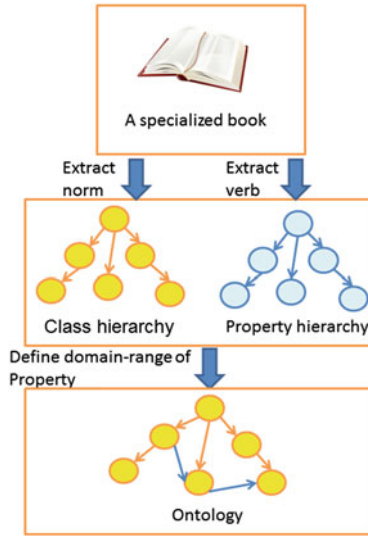 A specialized book
Extract
norm
Extract
verb
Class hierarchy
Property hierarchy
Define domain-range of
Property
Ontology